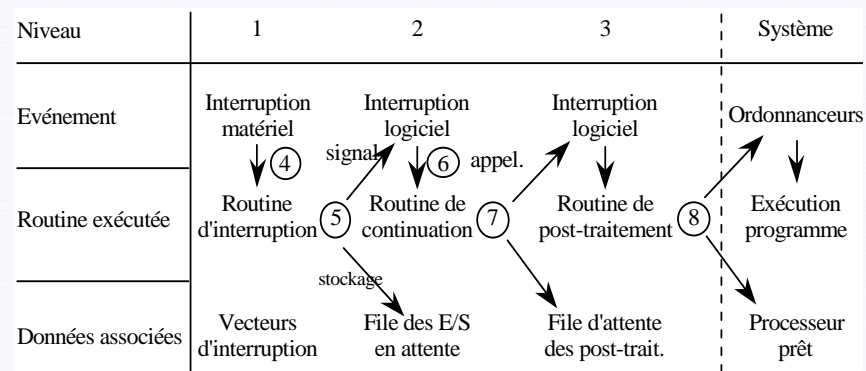 Niveau 1 2 3 Système
Evénement
Interruption matériel
Interruption logiciel
Interruption logiciel
Ordonnanceurs
4
signal
6 appel.
Routine exécutée
Routine d'interruption
5
Routine de continuation
7
Routine de post-traitement
8
Exécution programme
stockage
Données associées
Vecteurs d'interruption
File des E/S en attente
File d'attente des post-trait.
Processeur prêt